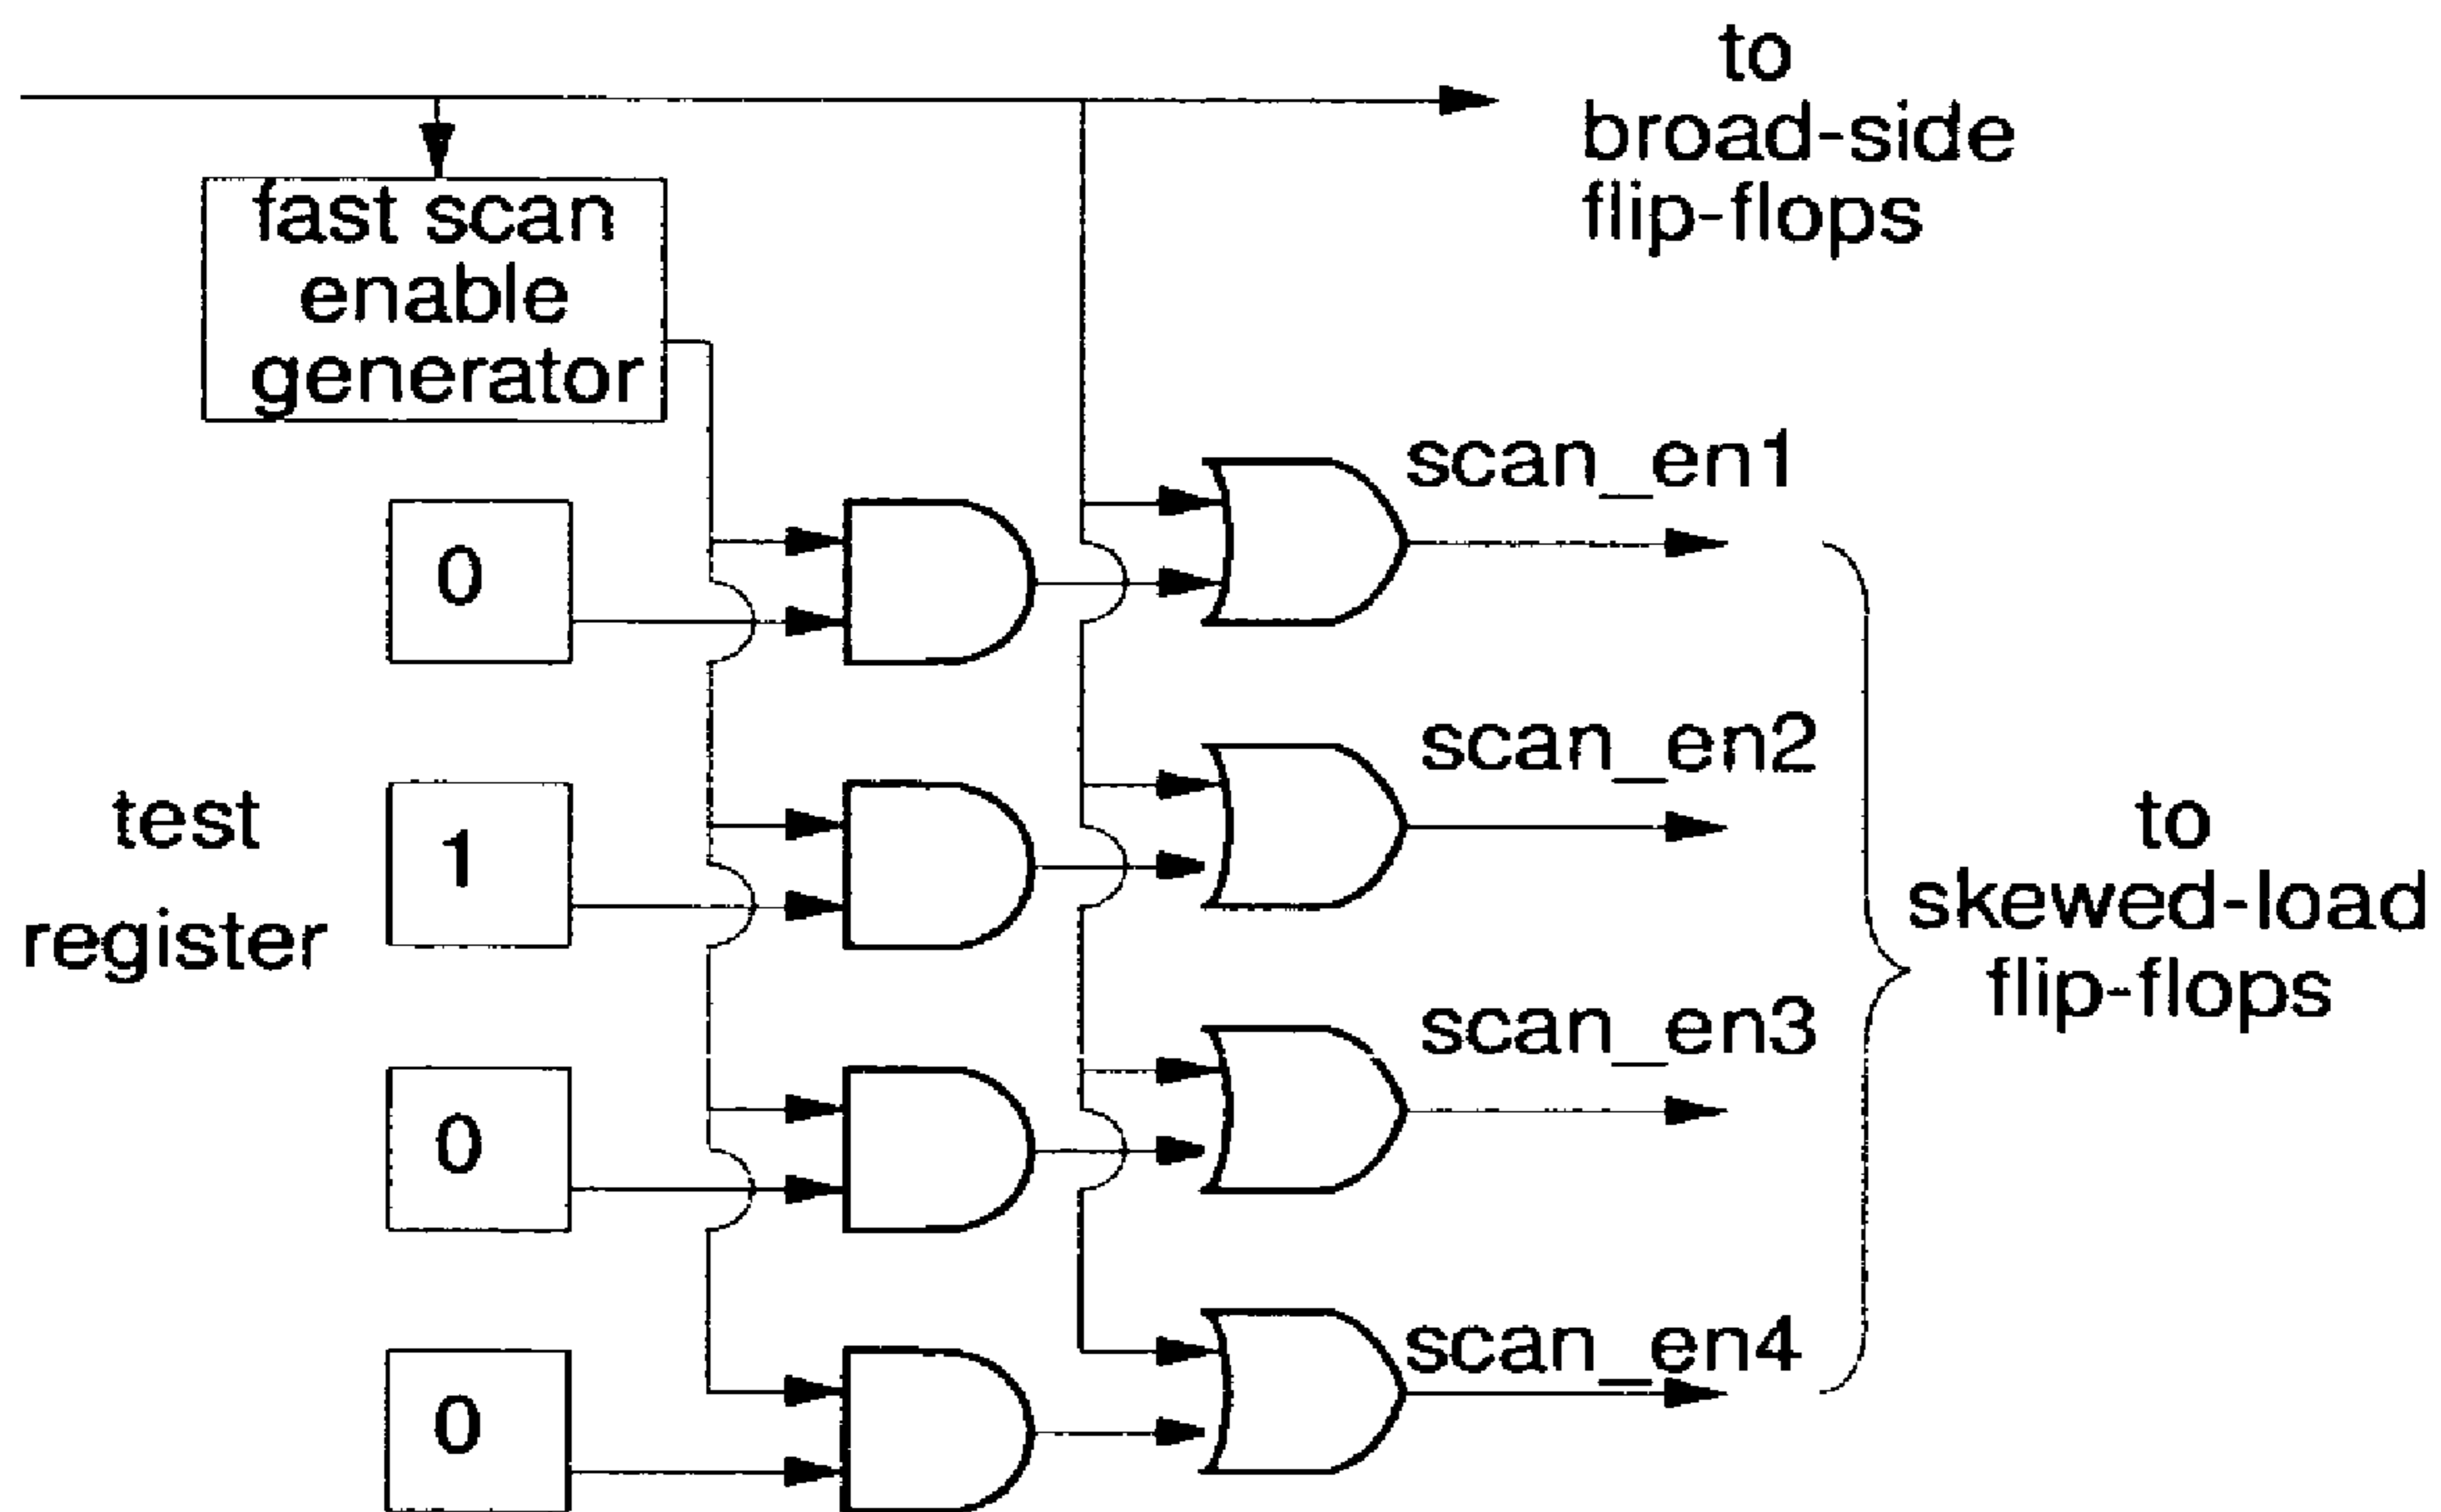 to
broad-side
flip-flops
fast scan
enable
generator
scan_en1
0
scan_en2
test
register
1
to
skewed-load
flip-flops
scan_en3
0
scan_en4
0